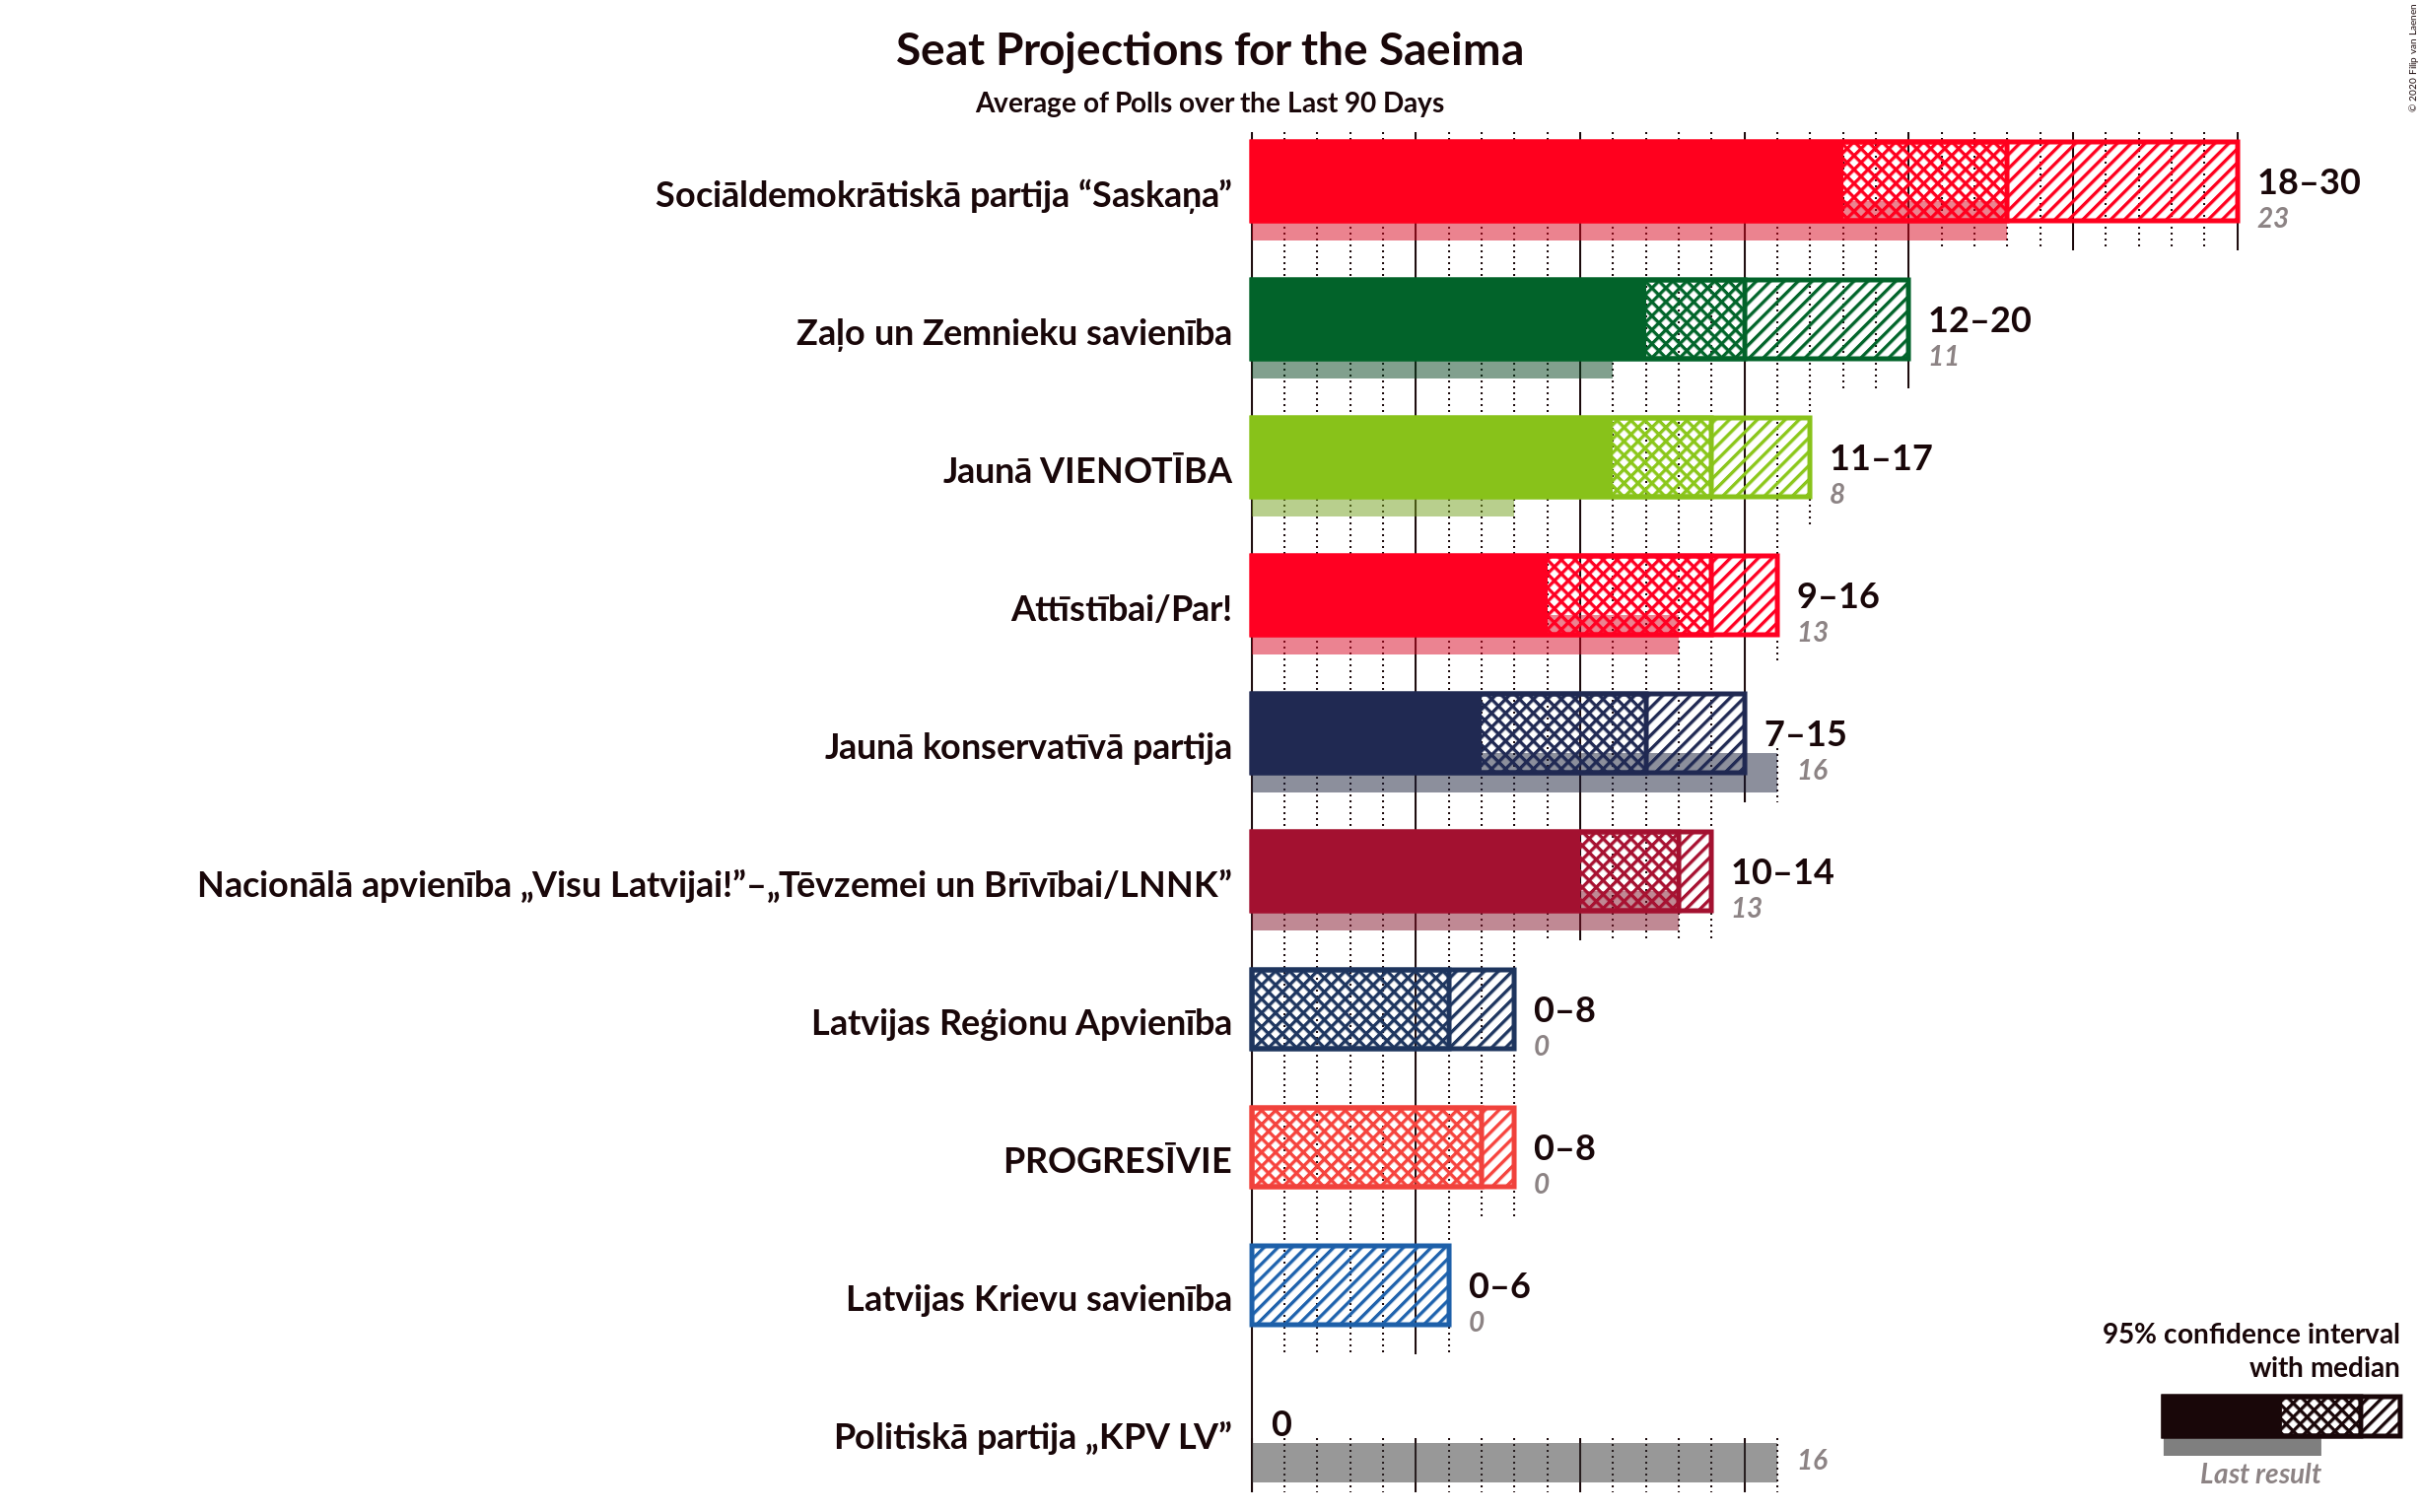 Seat Projections for the Saeima
Average of Polls over the Last 90 Days
© 2020 Filip van Laenen
Sociāldemokrātiskā partija “Saskaņa”
18–30
23
Zaļo un Zemnieku savienība
12–20
11
Jaunā VIENOTĪBA
11–17
8
Attīstībai/Par!
9–16
13
Jaunā konservatīvā partija
7–15
16
Nacionālā apvienība „Visu Latvijai!”–„Tēvzemei un Brīvībai/LNNK”
10–14
13
Latvijas Reģionu Apvienība
0–8
0
PROGRESĪVIE
0–8
0
Latvijas Krievu savienība
0–6
0
Politiskā partija „KPV LV”
0
16
95% confidence interval
with median
Last result